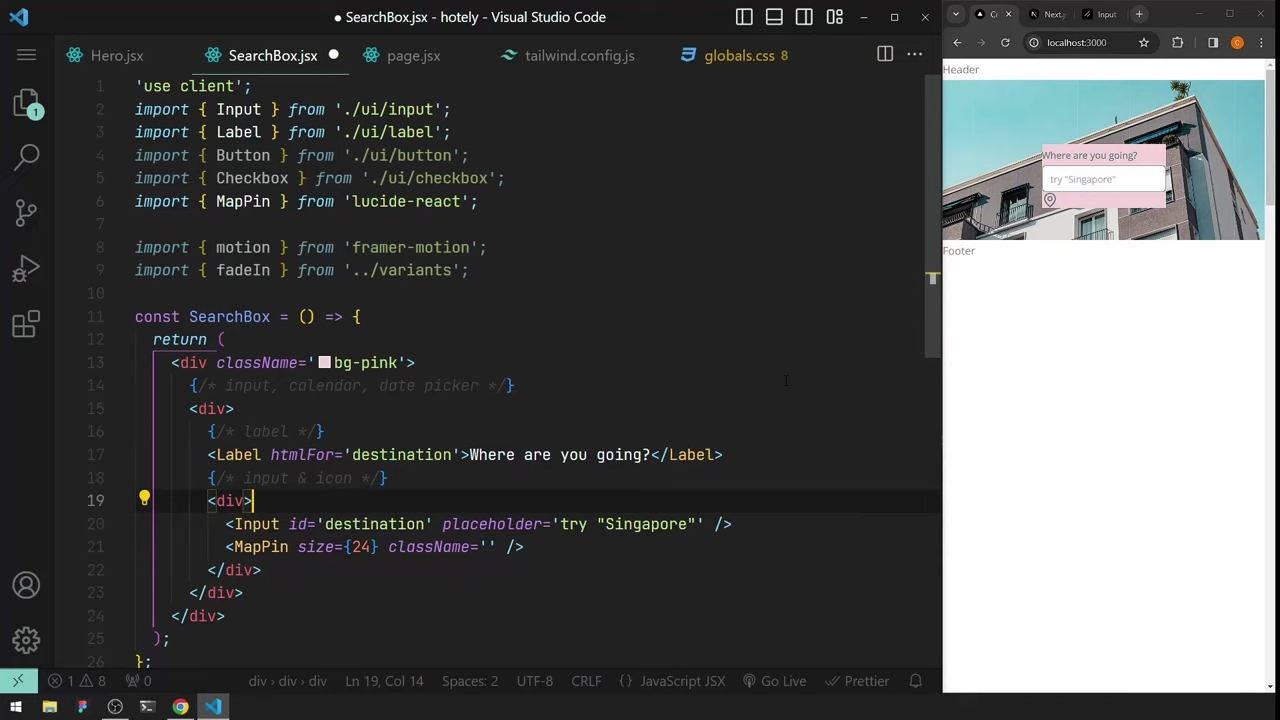 SearchBox.jsx - hotely - Visual Studio Code
Hero.jsx
SearchBox.jsx
page.jsx
tailwind.config.js
globals.css 8
1 'use client';
2 import { Input } from './ui/input';
3 import { Label } from './ui/label';
4 import { Button } from './ui/button';
5 import { Checkbox } from './ui/checkbox';
6 import { MapPin } from 'lucide-react';
7
8 import { motion } from 'framer-motion';
9 import { fadeIn } from '../variants';
10
11 const SearchBox = () => {
12 return (
13 <div className='bg-pink'>
14 {/* input, calendar, date picker */}
15 <div>
16 {/* label */}
17 <Label htmlFor='destination'>Where are you going?</Label>
18 {/* input & icon */}
19 <div>
20 <Input id='destination' placeholder='try "Singapore"' />
21 <MapPin size={24} className='' />
22 </div>
23 </div>
24 </div>
25 );
26 };
1
1 8
0
div › div › div
Ln 19, Col 14
Spaces: 2
UTF-8
CRLF
{} JavaScript JSX
Go Live
Prettier
Cr
Next.j
Input
localhost:3000
C
Header
Where are you going?
try "Singapore"
Footer